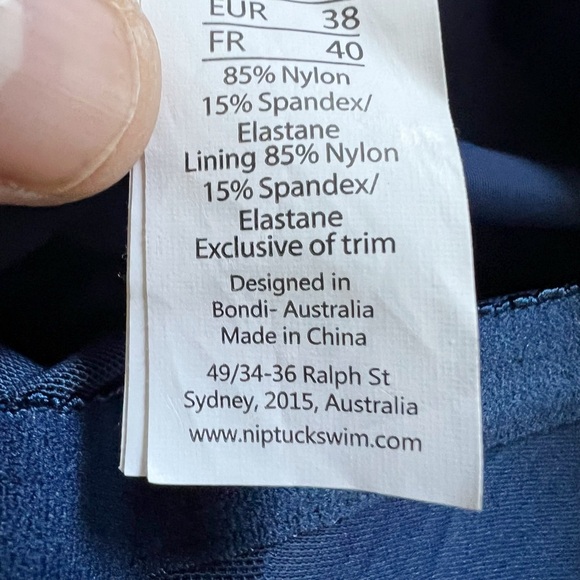 EUR 38
FR 40
85% Nylon
15% Spandex/
Elastane
Lining 85% Nylon
15% Spandex/
Elastane
Exclusive of trim
Designed in
Bondi- Australia
Made in China
49/34-36 Ralph St
Sydney, 2015, Australia
www.niptuckswim.com